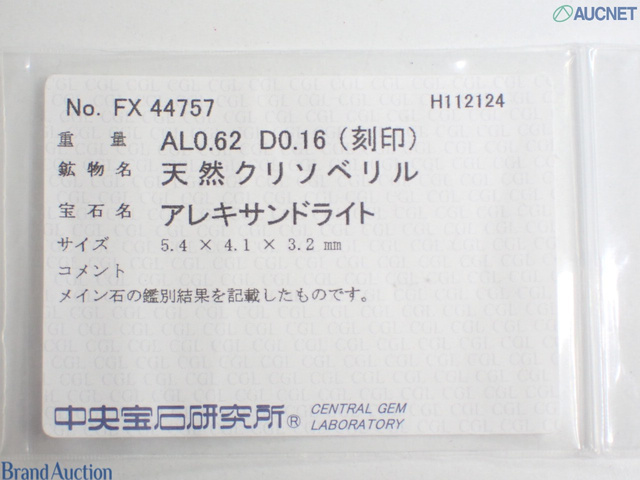 AUCNET
No. FX 44757 H112124
重量 AL0.62 D0.16 (刻印)
鉱物名 天然クリソベリル
宝石名 アレキサンドライト
サイズ 5.4 × 4.1 × 3.2 mm
コメント
メイン石の鑑別結果を記載したものです。
中央宝石研究所® CENTRAL GEM
LABORATORY
Brand Auction